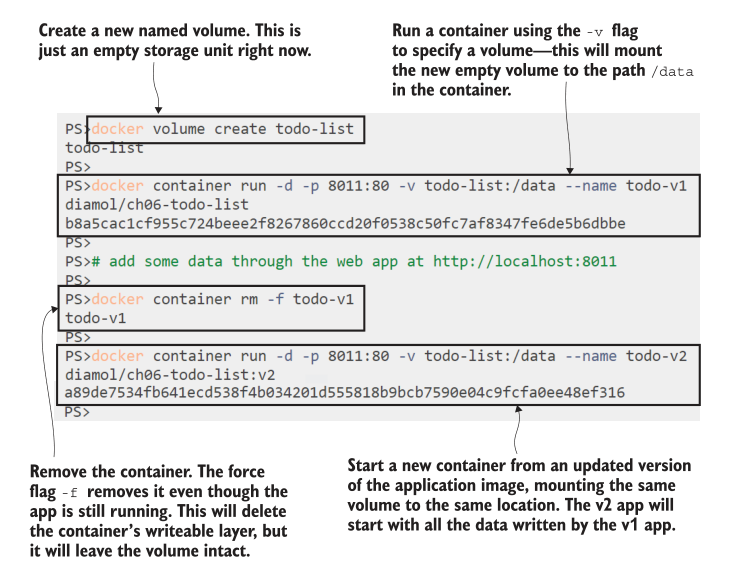 Create a new named volume. This is
just an empty storage unit right now.
Run a container using the -v flag
to specify a volume—this will mount
the new empty volume to the path /data
in the container.
PS>docker volume create todo-list
todo-list
PS>
PS>docker container run -d -p 8011:80 -v todo-list:/data --name todo-v1
diamol/ch06-todo-list
b8a5cac1cf955c724beee2f8267860ccd20f0538c50fc7af8347fe6de5b6dbbe
PS>
PS># add some data through the web app at http://localhost:8011
PS>
PS>docker container rm -f todo-v1
todo-v1
PS>
PS>docker container run -d -p 8011:80 -v todo-list:/data --name todo-v2
diamol/ch06-todo-list:v2
a89de7534fb641ecd538f4b034201d555818b9bcb7590e04c9fcfa0ee48ef316
PS>
Remove the container. The force
flag -f removes it even though the
app is still running. This will delete
the container's writeable layer, but
it will leave the volume intact.
Start a new container from an updated version
of the application image, mounting the same
volume to the same location. The v2 app will
start with all the data written by the v1 app.